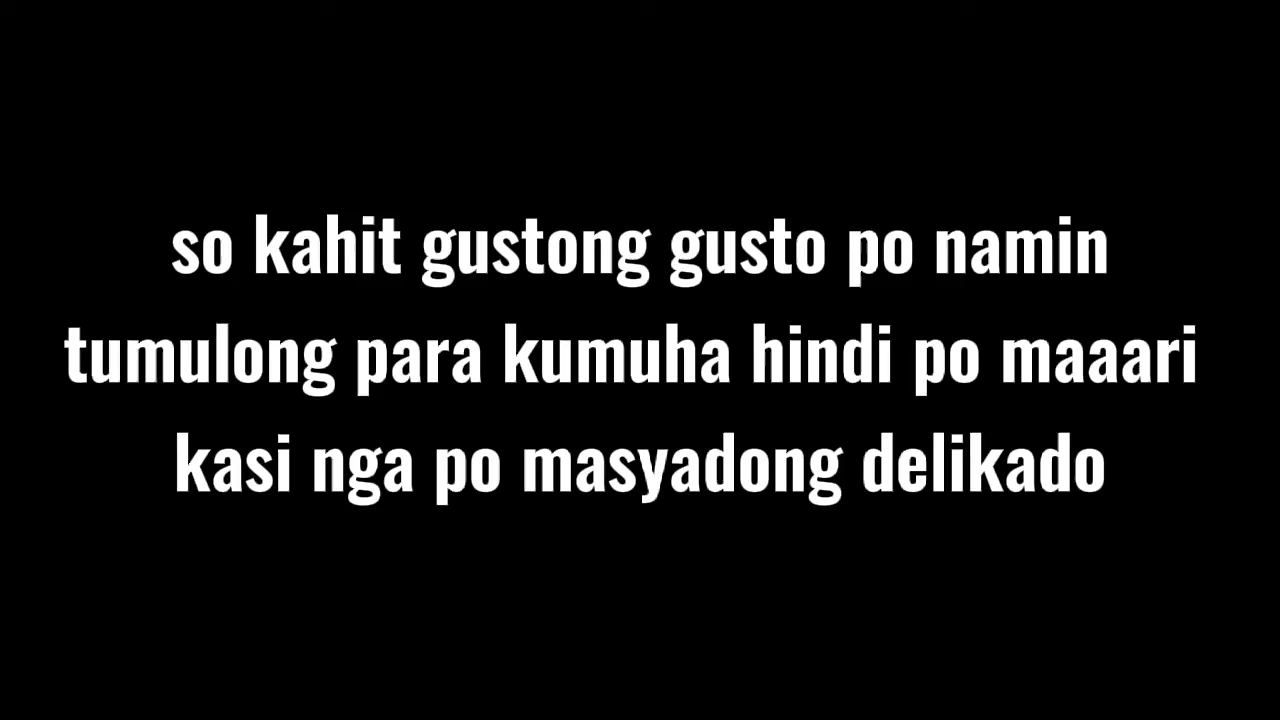 so kahit gustong gusto po namin
tumulong para kumuha hindi po maaari
kasi nga po masyadong delikado